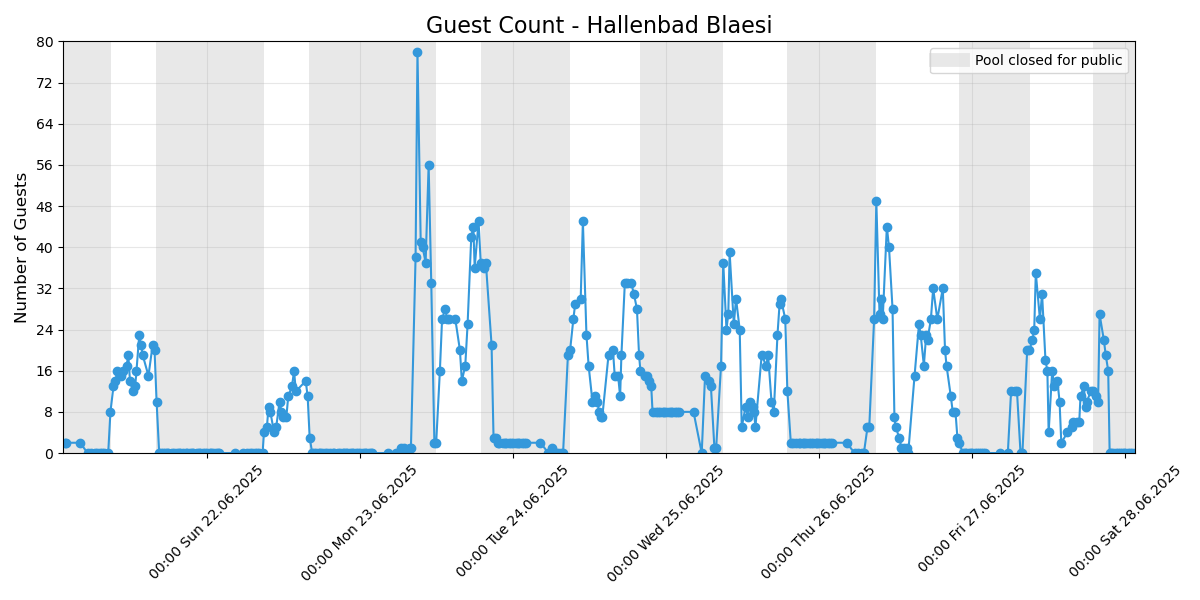 Guest Count - Hallenbad Blaesi
Pool closed for public
Number of Guests
80
72
64
56
48
40
32
24
16
8
0
00:00 Sun 22.06.2025
00:00 Mon 23.06.2025
00:00 Tue 24.06.2025
00:00 Wed 25.06.2025
00:00 Thu 26.06.2025
00:00 Fri 27.06.2025
00:00 Sat 28.06.2025